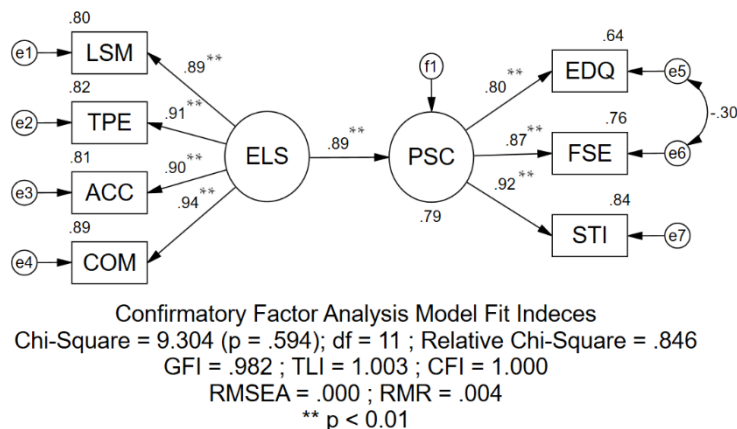 .80
e1
LSM
.89**
.82
e2
TPE
.91**
.81
e3
ACC
.90**
.89
e4
COM
.94**
ELS
.89**
f1
PSC
.79
.64
.80**
EDQ
e5
-.30
.76
.87**
FSE
e6
.92**
.84
STI
e7
Confirmatory Factor Analysis Model Fit Indeces
Chi-Square = 9.304 (p = .594); df = 11 ; Relative Chi-Square = .846
GFI = .982 ; TLI = 1.003 ; CFI = 1.000
RMSEA = .000 ; RMR = .004
** p < 0.01